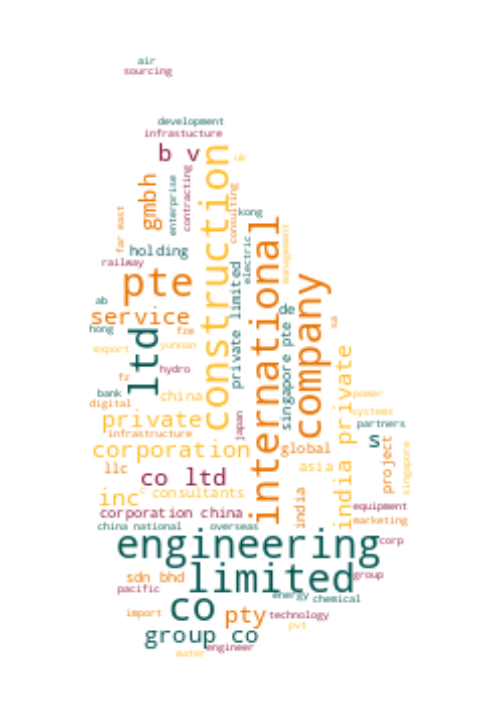 air
sourcing
development
infrastucture
b v
uk
construction
gmbh
enterprise
contracting
consulting
far east
kong
international
management
holding
electric
railway
private limited
pte
company
ab
de
singapore pte
service
sa
hong
ltd
fze
export
yunnan
india private
hydro
fz
bank
china
power
digital
systems
private
japan
partners
infrastructure
s
corporation
global
project
singapore
llc
asia
co ltd
inc
c
consultants
india
equipment
corporation china
marketing
china national
overseas
engineering
corp
limited
sdn bhd
group
pacific
energy
chemical
co
import
pty
technology
pvt
group co
engineer
water